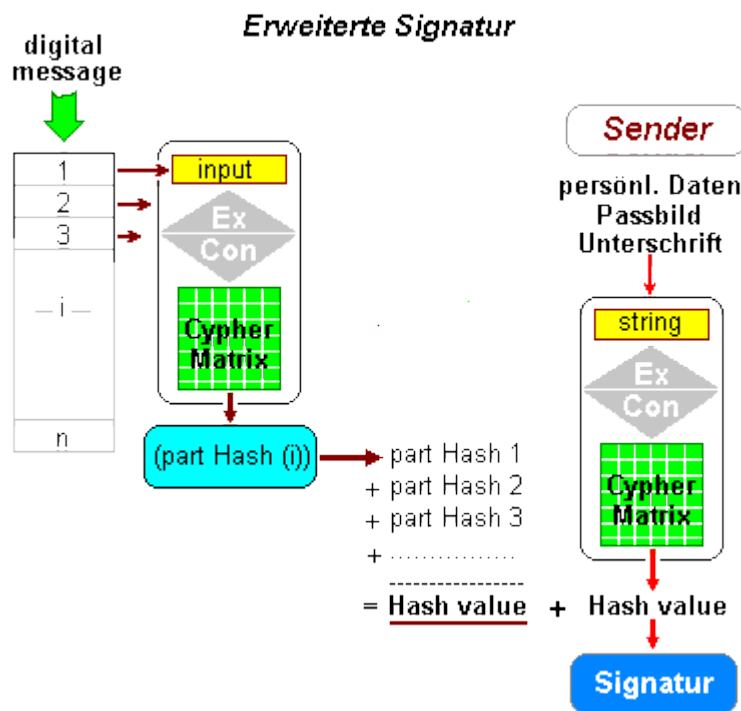 Erweiterte Signatur
digital
message
1
2
3
i
n
input
Ex
Con
Cypher
Matrix
(part Hash (i))
part Hash 1
+ part Hash 2
+ part Hash 3
+ ................
----------------
= Hash value + Hash value
Sender
persönl. Daten
Passbild
Unterschrift
string
Ex
Con
Cypher
Matrix
Signatur